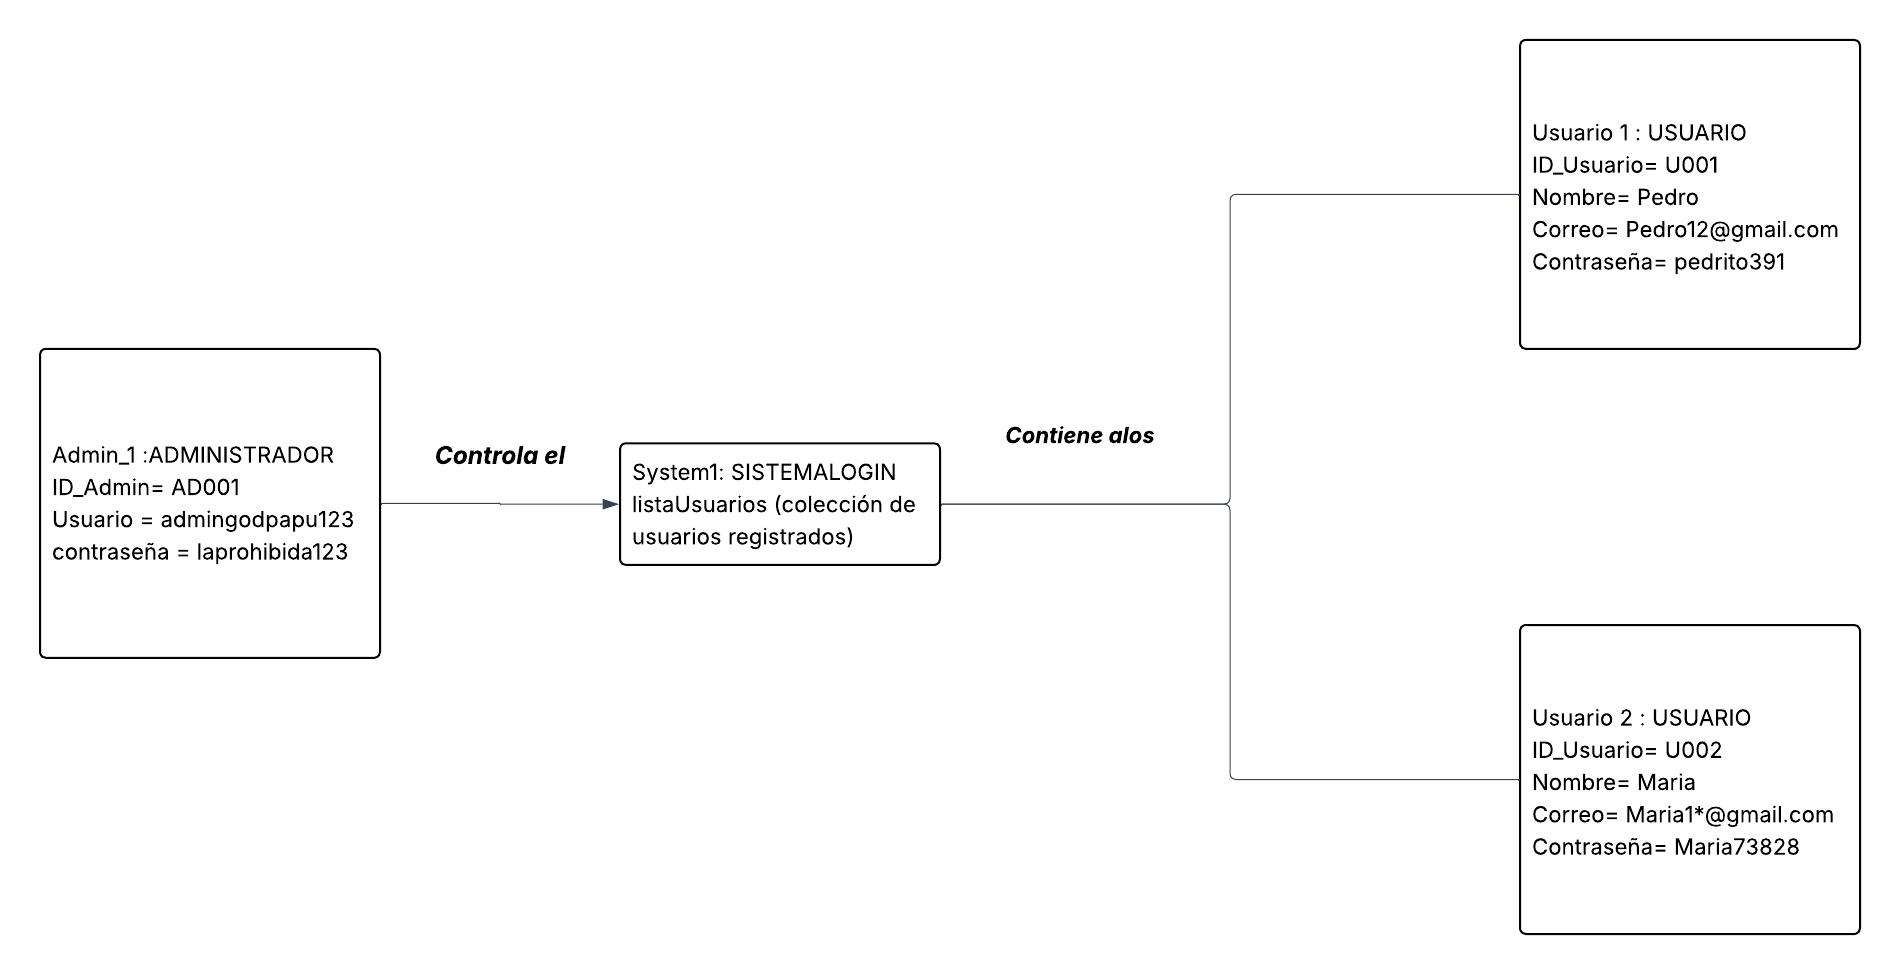 Admin_1 :ADMINISTRADOR
ID_Admin= AD001
Usuario = admingodpapu123
contraseña = laprohibida123
Controla el
System1: SISTEMALOGIN
listaUsuarios (colección de
usuarios registrados)
Contiene alos
Usuario 1 : USUARIO
ID_Usuario= U001
Nombre= Pedro
Correo= Pedro12@gmail.com
Contraseña= pedrito391
Usuario 2 : USUARIO
ID_Usuario= U002
Nombre= Maria
Correo= Maria1*@gmail.com
Contraseña= Maria73828